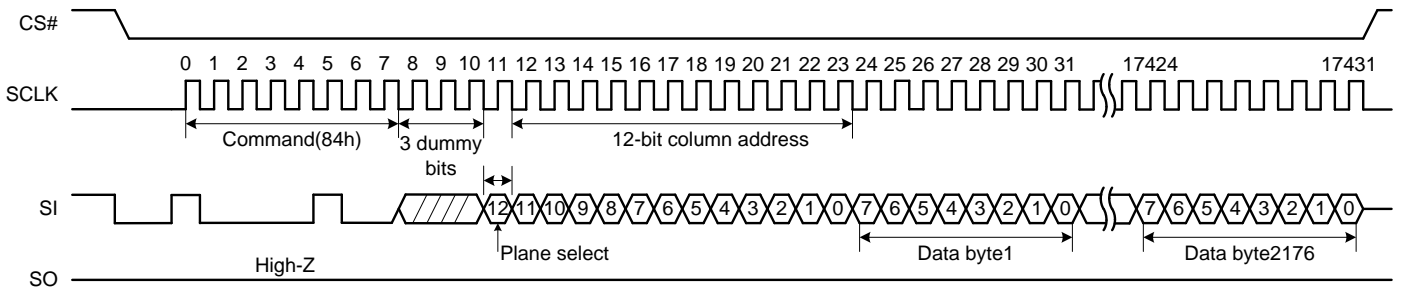 CS#
0 1 2 3 4 5 6 7 8 9 10 11 12 13 14 15 16 17 18 19 20 21 22 23 24 25 26 27 28 29 30 31 17424 17431
SCLK
Command(84h) 3 dummy bits 12-bit column address
SI 12 11 10 9 8 7 6 5 4 3 2 1 0 7 6 5 4 3 2 1 0 7 6 5 4 3 2 1 0
Plane select Data byte1 Data byte2176
High-Z
SO